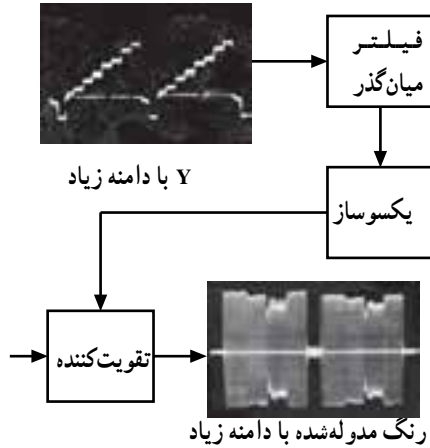 فیلتر
میان‌گذر
Y با دامنه زیاد
یکسوساز
تقویت‌کننده
رنگ مدوله‌شده با دامنه زیاد